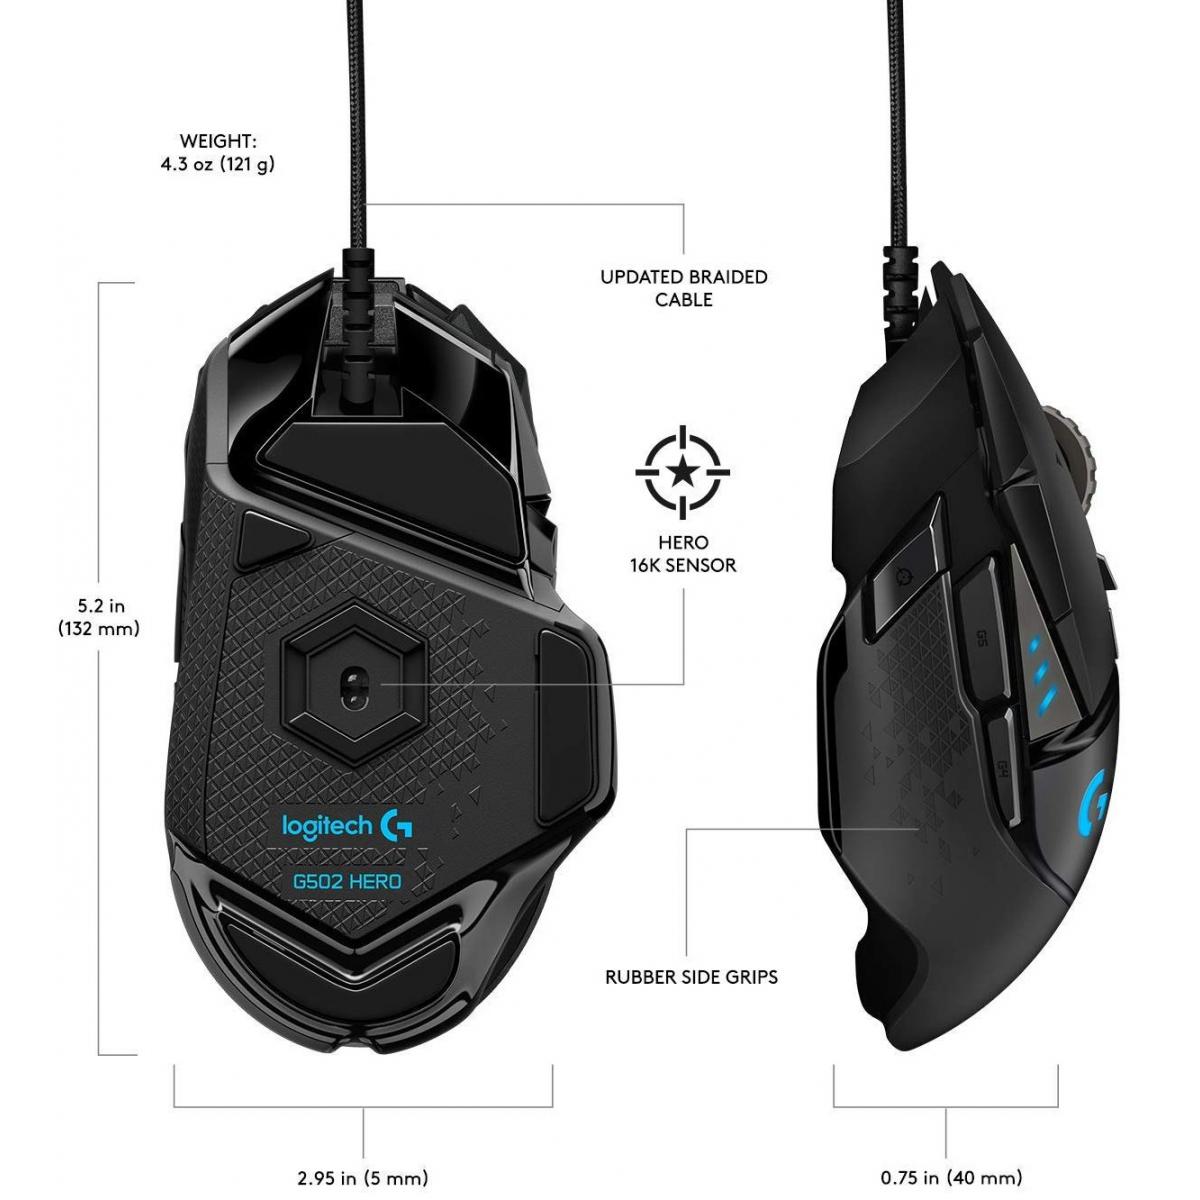 WEIGHT:
4.3 oz (121 g)
UPDATED BRAIDED
CABLE
HERO
16K SENSOR
5.2 in
(132 mm)
G5
G4
logitech G
G502 HERO
RUBBER SIDE GRIPS
2.95 in (5 mm)
0.75 in (40 mm)